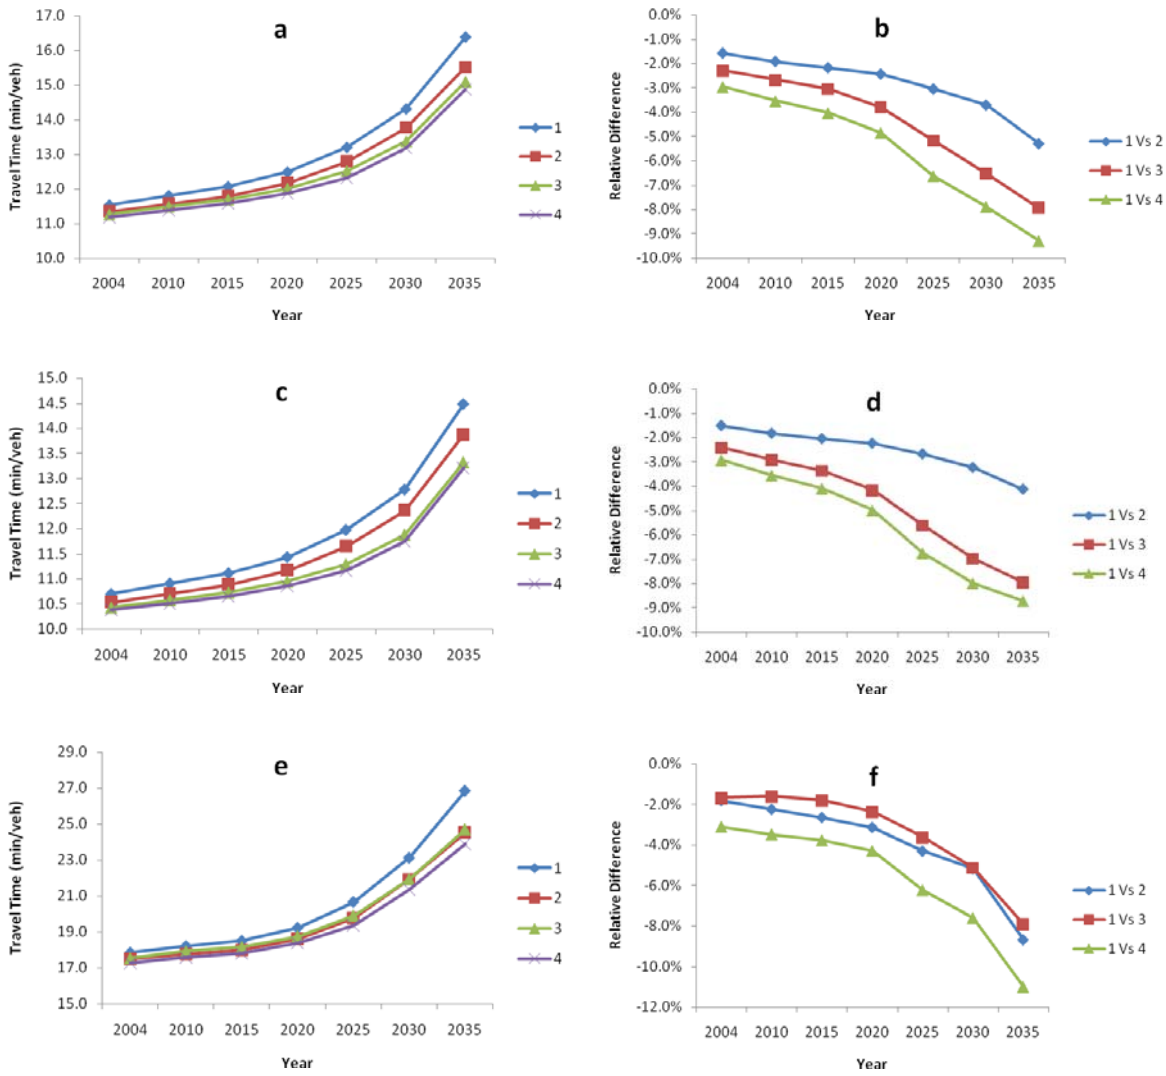 a
Travel Time (min/veh)
17.0
16.0
15.0
14.0
13.0
12.0
11.0
10.0
2004 2010 2015 2020 2025 2030 2035
Year
1
2
3
4
b
Relative Difference
0.0%
-1.0%
-2.0%
-3.0%
-4.0%
-5.0%
-6.0%
-7.0%
-8.0%
-9.0%
-10.0%
2004 2010 2015 2020 2025 2030 2035
Year
1 Vs 2
1 Vs 3
1 Vs 4
c
Travel Time (min/veh)
15.0
14.5
14.0
13.5
13.0
12.5
12.0
11.5
11.0
10.5
10.0
2004 2010 2015 2020 2025 2030 2035
Year
1
2
3
4
d
Relative Difference
0.0%
-1.0%
-2.0%
-3.0%
-4.0%
-5.0%
-6.0%
-7.0%
-8.0%
-9.0%
-10.0%
2004 2010 2015 2020 2025 2030 2035
Year
1 Vs 2
1 Vs 3
1 Vs 4
e
Travel Time (min/veh)
29.0
27.0
25.0
23.0
21.0
19.0
17.0
15.0
2004 2010 2015 2020 2025 2030 2035
Year
1
2
3
4
f
Relative Difference
0.0%
-2.0%
-4.0%
-6.0%
-8.0%
-10.0%
-12.0%
2004 2010 2015 2020 2025 2030 2035
Year
1 Vs 2
1 Vs 3
1 Vs 4